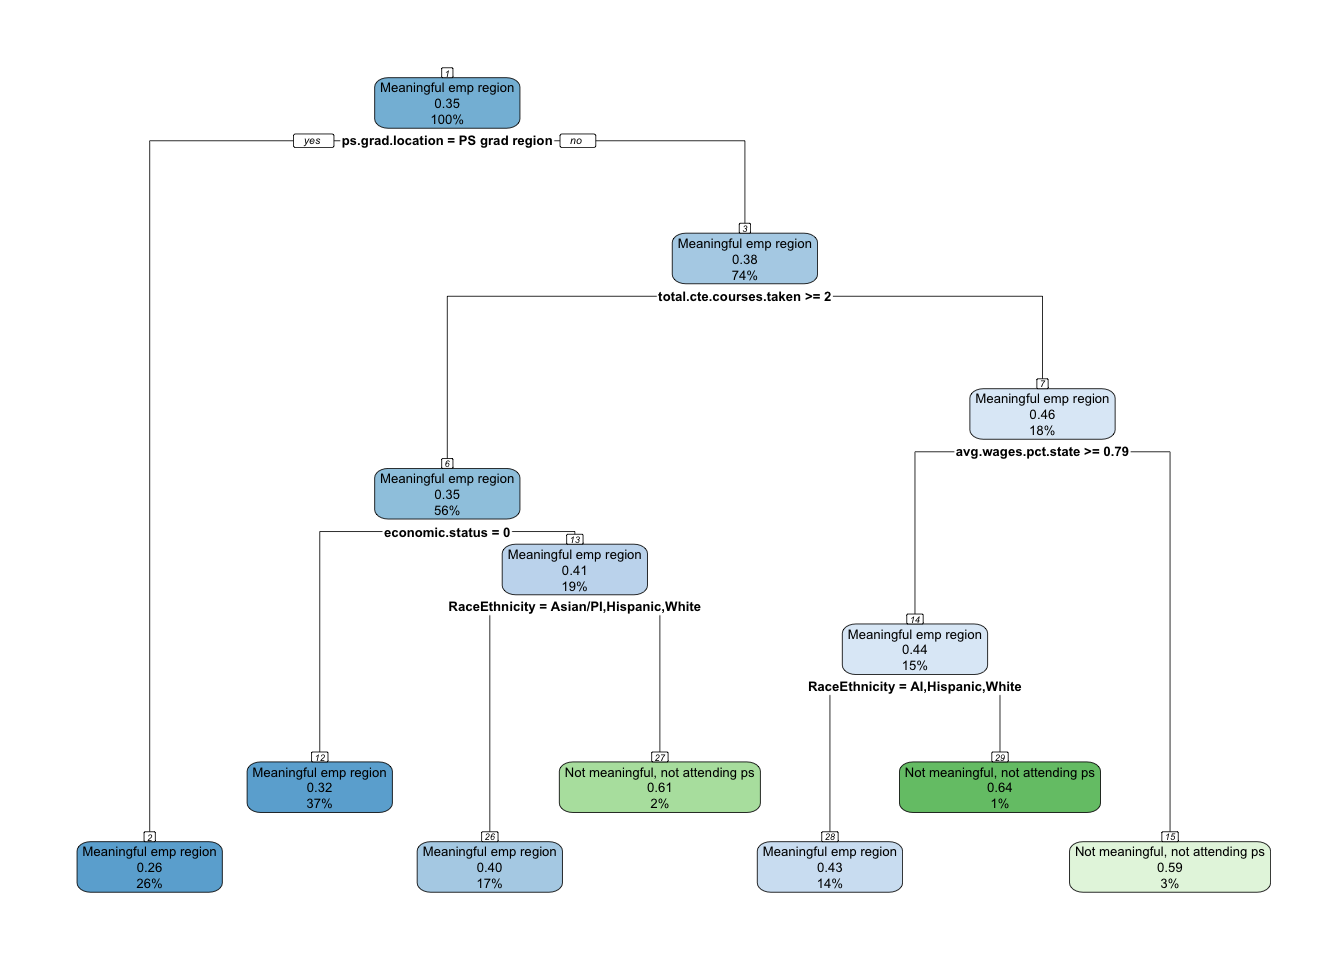 1
Meaningful emp region
0.35
100%
yes
ps.grad.location = PS grad region
no
3
Meaningful emp region
0.38
74%
total.cte.courses.taken >= 2
7
Meaningful emp region
0.46
18%
avg.wages.pct.state >= 0.79
6
Meaningful emp region
0.35
56%
economic.status = 0
13
Meaningful emp region
0.41
19%
RaceEthnicity = Asian/PI,Hispanic,White
14
Meaningful emp region
0.44
15%
RaceEthnicity = AI,Hispanic,White
12
Meaningful emp region
0.32
37%
27
Not meaningful, not attending ps
0.61
2%
29
Not meaningful, not attending ps
0.64
1%
2
Meaningful emp region
0.26
26%
26
Meaningful emp region
0.40
17%
28
Meaningful emp region
0.43
14%
15
Not meaningful, not attending ps
0.59
3%